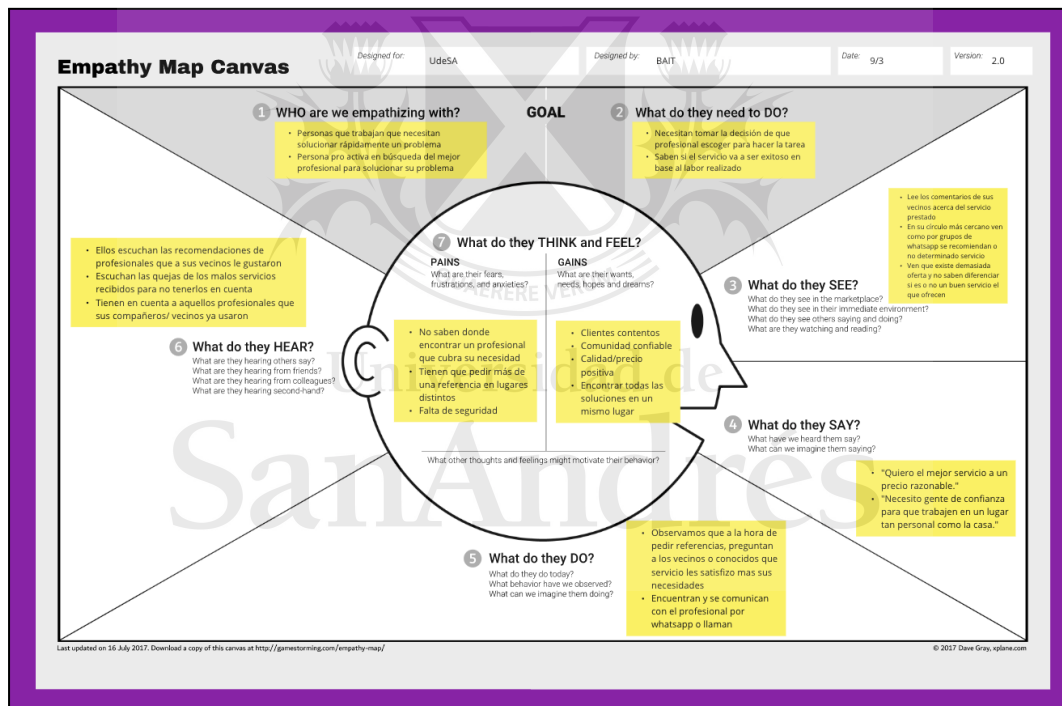 Empathy Map Canvas
Designed for:
UdeSA
Designed by:
BAIT
Date:
9/3
Version:
2.0
1 WHO are we empathizing with?
• Personas que trabajan que necesitan
solucionar rápidamente un problema
• Persona pro activa en búsqueda del mejor
profesional para solucionar su problema
GOAL
2 What do they need to DO?
• Necesitan tomar la decisión de que
profesional escoger para hacer la tarea
• Saben si el servicio va a ser exitoso en
base al labor realizado
• Lee los comentarios de sus
vecinos acerca del servicio
prestado
• En su círculo más cercano ven
como por grupos de
whatsapp se recomiendan o
no determinado servicio
• Ven que existe demasiada
oferta y no saben diferenciar
si es o no un buen servicio el
que ofrecen
3 What do they SEE?
What do they see in the marketplace?
What do they see in their immediate environment?
What do they see others saying and doing?
What are they watching and reading?
4 What do they SAY?
What have we heard them say?
What can we imagine them saying?
• "Quiero el mejor servicio a un
precio razonable."
• "Necesito gente de confianza
para que trabajen en un lugar
tan personal como la casa."
5 What do they DO?
What do they do today?
What behavior have we observed?
What can we imagine them doing?
• Observamos que a la hora de
pedir referencias, preguntan
a los vecinos o conocidos que
servicio les satisfizo mas sus
necesidades
• Encuentran y se comunican
con el profesional por
whatsapp o llaman
• Ellos escuchan las recomendaciones de
profesionales que a sus vecinos le gustaron
• Escuchan las quejas de los malos servicios
recibidos para no tenerlos en cuenta
• Tienen en cuenta a aquellos profesionales que
sus compañeros/ vecinos ya usaron
6 What do they HEAR?
What are they hearing others say?
What are they hearing from friends?
What are they hearing from colleagues?
What are they hearing second-hand?
7 What do they THINK and FEEL?
PAINS
What are their fears,
frustrations, and anxieties?
• No saben donde
encontrar un profesional
que cubra su necesidad
• Tienen que pedir más de
una referencia en lugares
distintos
• Falta de seguridad
GAINS
What are their wants,
needs, hopes and dreams?
• Clientes contentos
• Comunidad confiable
• Calidad/precio
positiva
• Encontrar todas las
soluciones en un
mismo lugar
What other thoughts and feelings might motivate their behavior?
Universidad de
SanAndres
Last updated on 16 July 2017. Download a copy of this canvas at http://gamestorming.com/empathy-map/
© 2017 Dave Gray, xplane.com